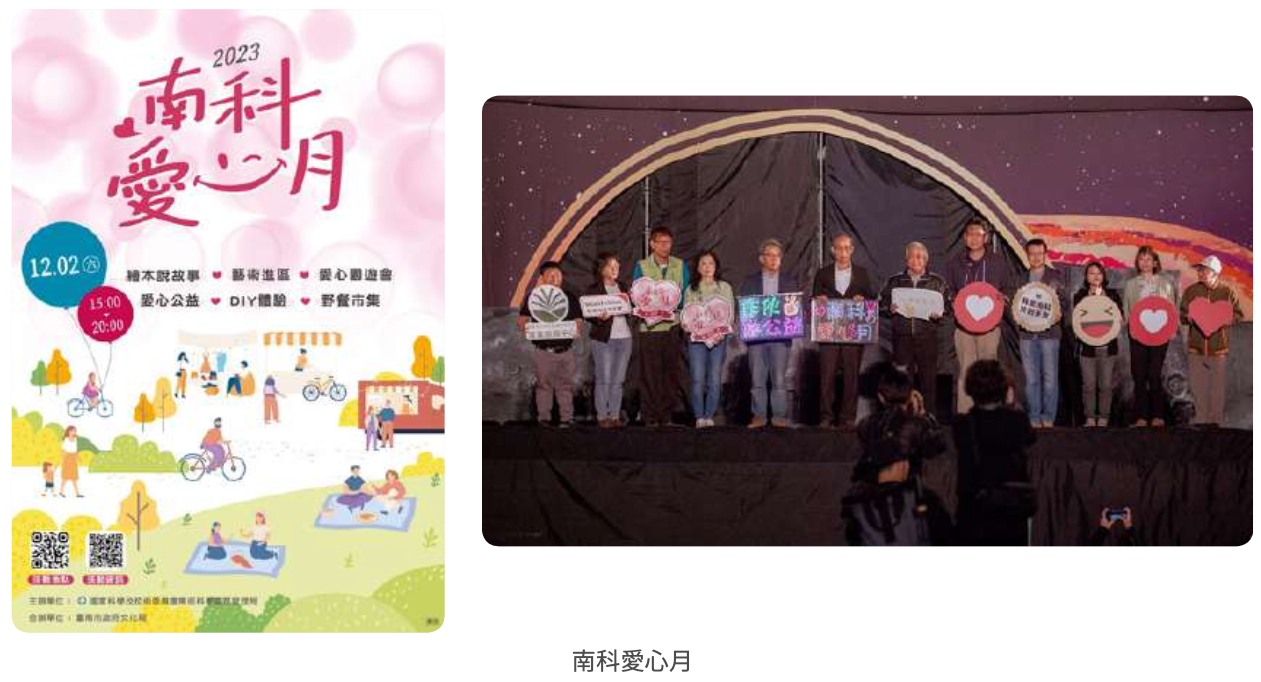 2023
南科
愛心月
12.02 六
15:00
~
20:00
繪本說故事 ♥ 藝術進區 ♥ 愛心園遊會
愛心公益 ♥ DIY體驗 ♥ 野餐市集
活動地點 活動資訊
主辦單位： 國家科學及技術委員會南部科學園區管理局
合辦單位：臺南市政府文化局
南科愛心月